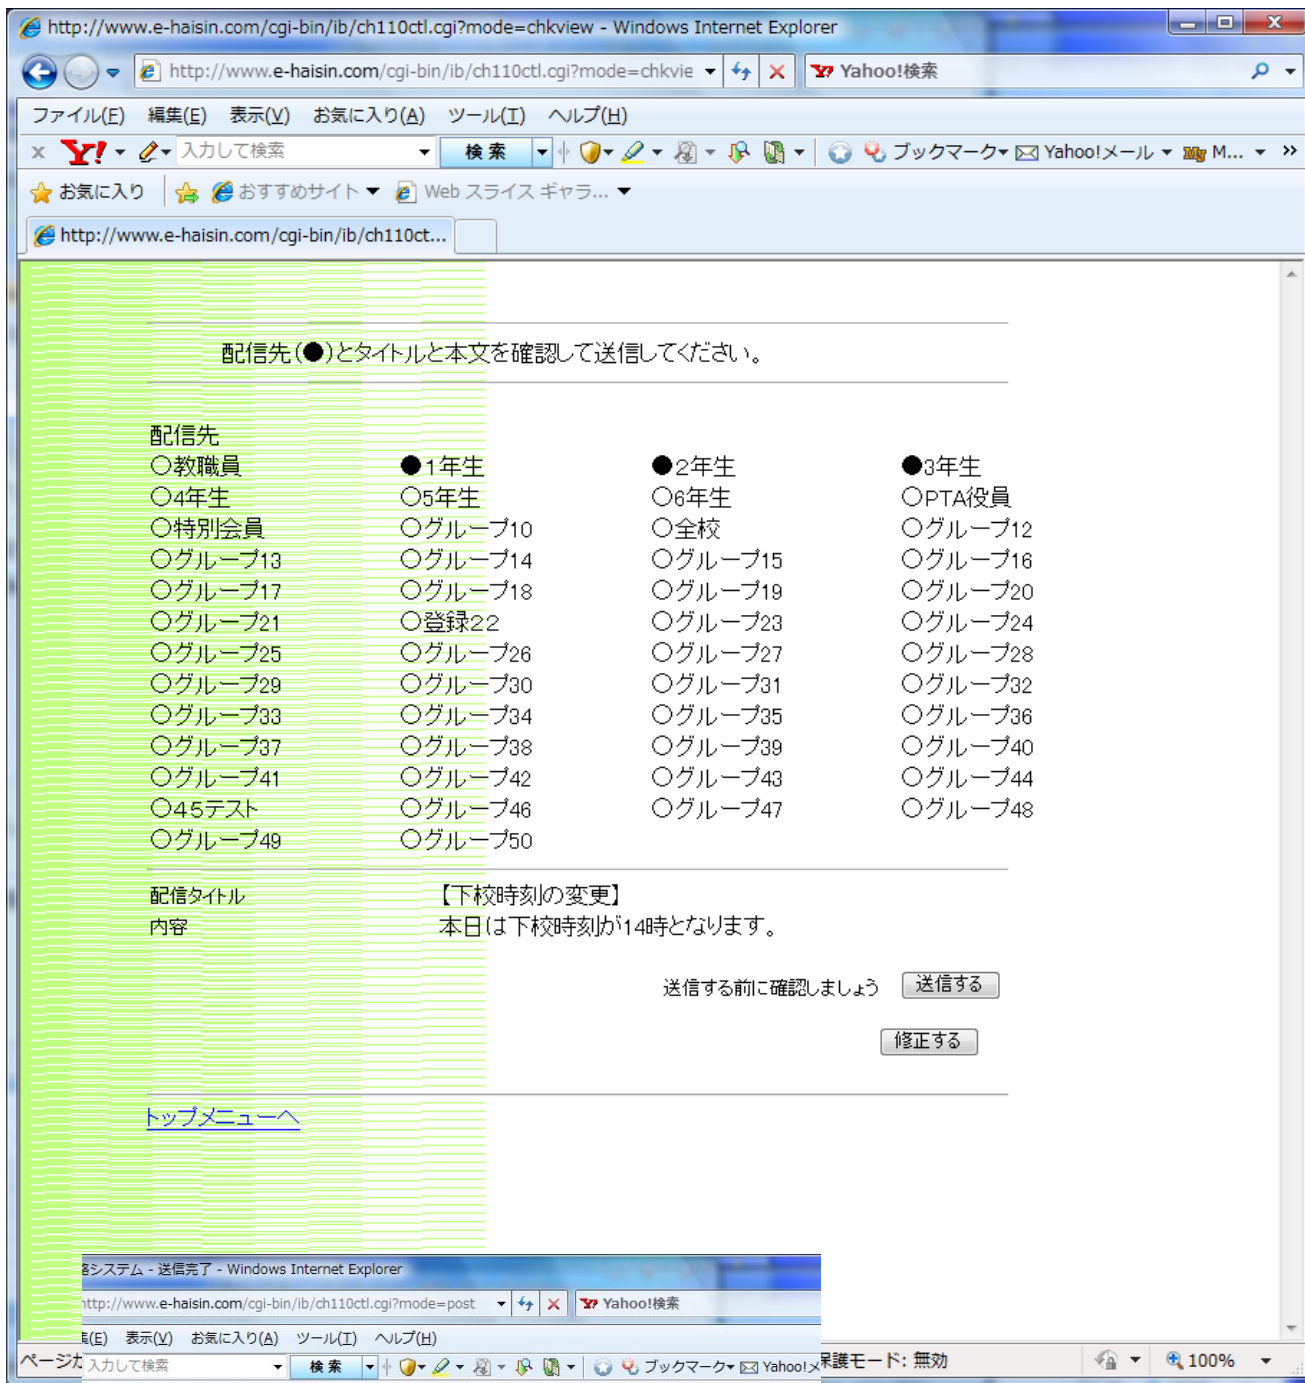 http://www.e-haisin.com/cgi-bin/ib/ch110ctl.cgi?mode=chkview - Windows Internet Explorer
http://www.e-haisin.com/cgi-bin/ib/ch110ctl.cgi?mode=chkvie Yahoo!検索
ファイル(F) 編集(E) 表示(V) お気に入り(A) ツール(T) ヘルプ(H)
x Y! 入力して検索 検索 ブックマーク Yahoo!メール My M... »
お気に入り おすすめサイト Web スライス ギャラ...
http://www.e-haisin.com/cgi-bin/ib/ch110ct...
配信先(●)とタイトルと本文を確認して送信してください。
配信先
○教職員 ●1年生 ●2年生 ●3年生
○4年生 ○5年生 ○6年生 ○PTA役員
○特別会員 ○グループ10 ○全校 ○グループ12
○グループ13 ○グループ14 ○グループ15 ○グループ16
○グループ17 ○グループ18 ○グループ19 ○グループ20
○グループ21 ○登録22 ○グループ23 ○グループ24
○グループ25 ○グループ26 ○グループ27 ○グループ28
○グループ29 ○グループ30 ○グループ31 ○グループ32
○グループ33 ○グループ34 ○グループ35 ○グループ36
○グループ37 ○グループ38 ○グループ39 ○グループ40
○グループ41 ○グループ42 ○グループ43 ○グループ44
○45テスト ○グループ46 ○グループ47 ○グループ48
○グループ49 ○グループ50
配信タイトル 【下校時刻の変更】
内容 本日は下校時刻が14時となります。
送信する前に確認しましょう 送信する
修正する
トップメニューへ
システム - 送信完了 - Windows Internet Explorer
http://www.e-haisin.com/cgi-bin/ib/ch110ctl.cgi?mode=post Yahoo!検索
(E) 表示(V) お気に入り(A) ツール(T) ヘルプ(H)
入力して検索 検索 ブックマーク Yahoo!メ
ページが 保護モード: 無効 100%